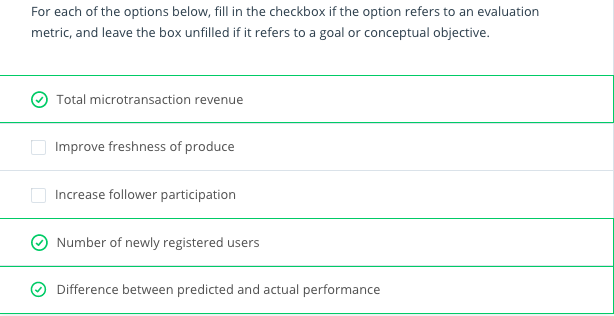 For each of the options below, fill in the checkbox if the option refers to an evaluation
metric, and leave the box unfilled if it refers to a goal or conceptual objective.
Total microtransaction revenue
Improve freshness of produce
Increase follower participation
Number of newly registered users
Difference between predicted and actual performance